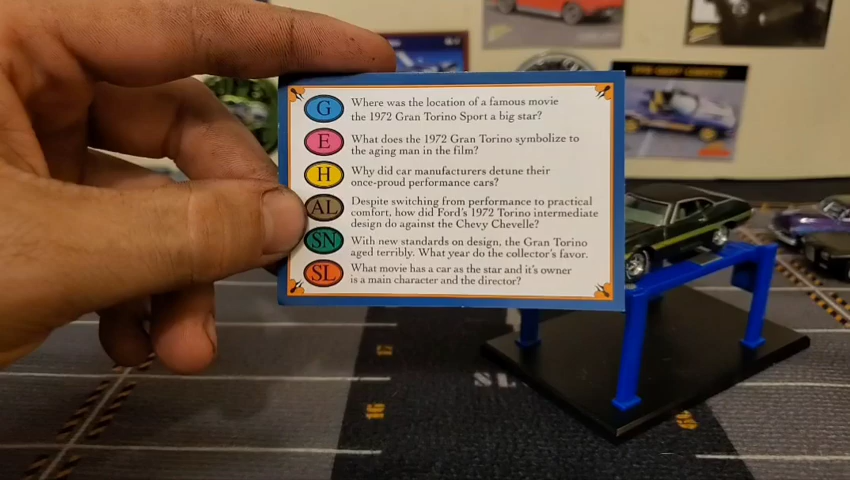 G
Where was the location of a famous movie
the 1972 Gran Torino Sport a big star?
E
What does the 1972 Gran Torino symbolize to
the aging man in the film?
H
Why did car manufacturers detune their
once-proud performance cars?
AL
Despite switching from performance to practical
comfort, how did Ford's 1972 Torino intermediate
design do against the Chevy Chevelle?
SN
With new standards on design, the Gran Torino
aged terribly. What year do the collector's favor.
SL
What movie has a car as the star and it's owner
is a main character and the director?
16
SL